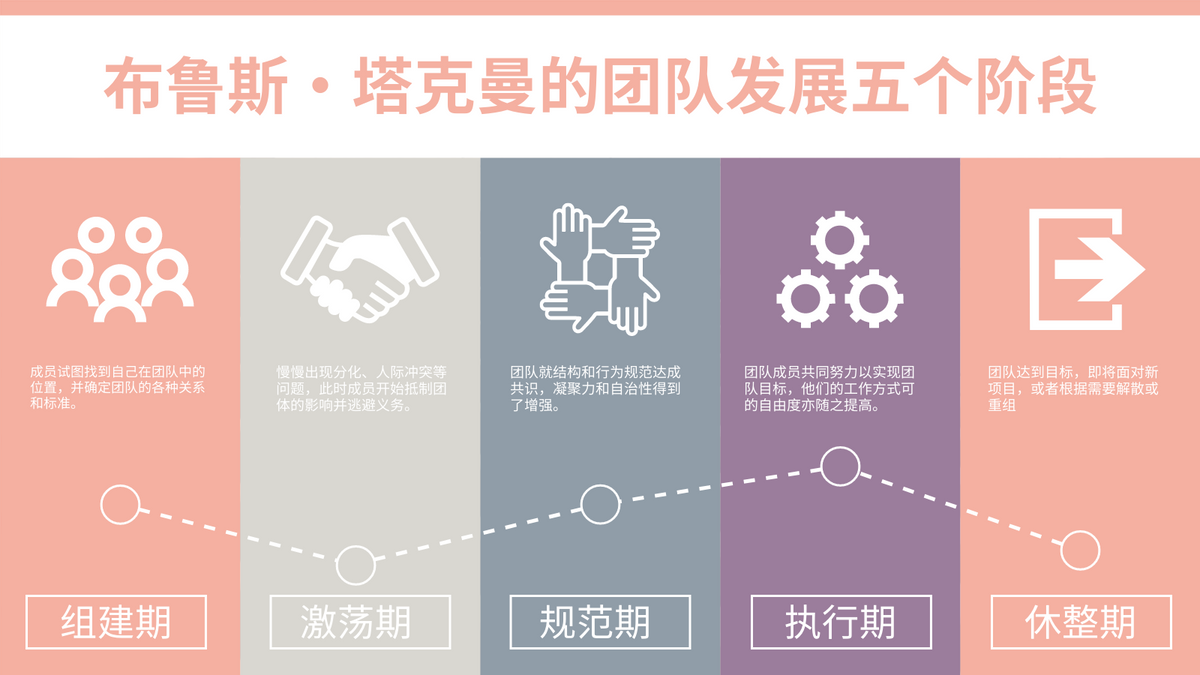 布鲁斯·塔克曼的团队发展五个阶段
成员试图找到自己在团队中的
位置，并确定团队的各种关系
和标准。
慢慢出现分化、人际冲突等
问题，此时成员开始抵制团
体的影响并逃避义务。
团队就结构和行为规范达成
共识，凝聚力和自治性得到
了增强。
团队成员共同努力以实现团
队目标，他们的工作方式可
的自由度亦随之提高。
团队达到目标，即将面对新
项目，或者根据需要解散或
重组
组建期
激荡期
规范期
执行期
休整期